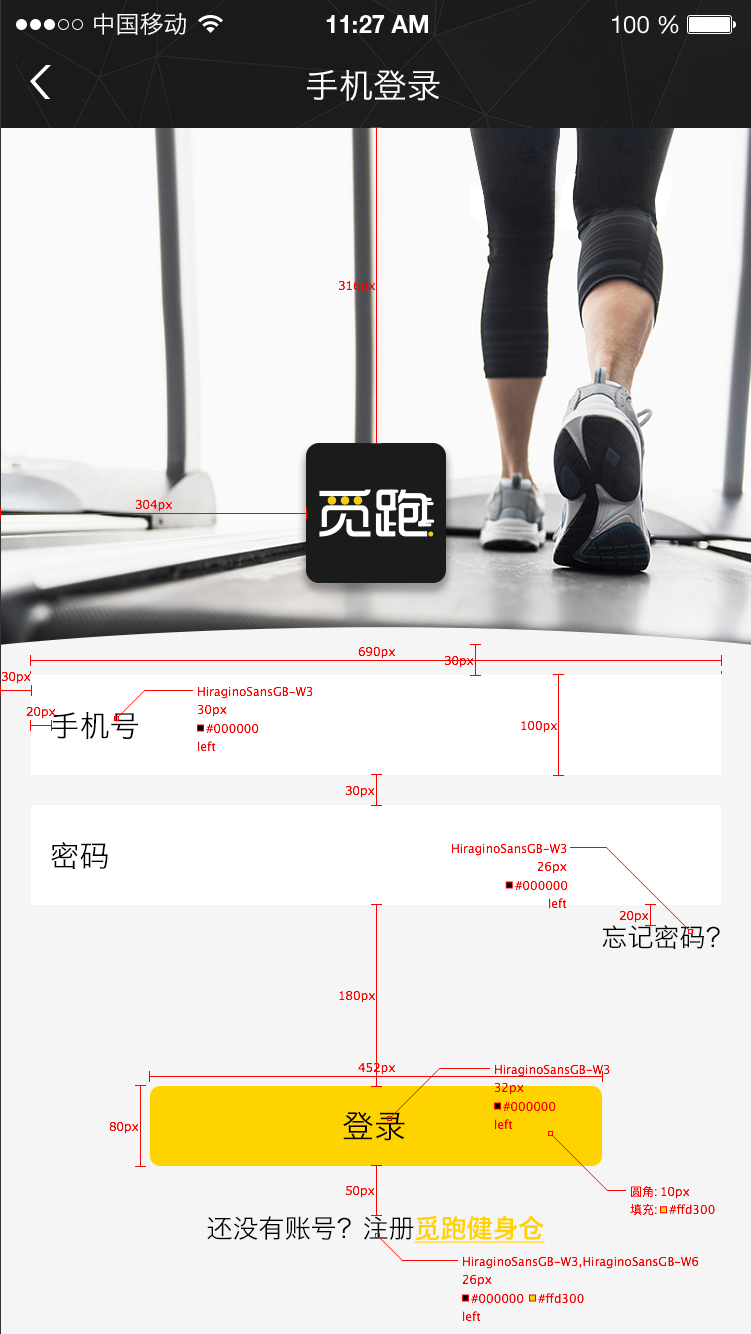 中国移动 11:27 AM 100 %
手机登录
316px
304px
觅跑
690px
30px
30px
20px
手机号
HiraginoSansGB-W3
30px
#000000
left
100px
30px
密码
HiraginoSansGB-W3
26px
#000000
left
20px
忘记密码?
180px
452px
HiraginoSansGB-W3
32px
#000000
left
80px
登录
50px
圆角: 10px
填充: #ffd300
还没有账号？注册觅跑健身仓
HiraginoSansGB-W3,HiraginoSansGB-W6
26px
#000000 #ffd300
left